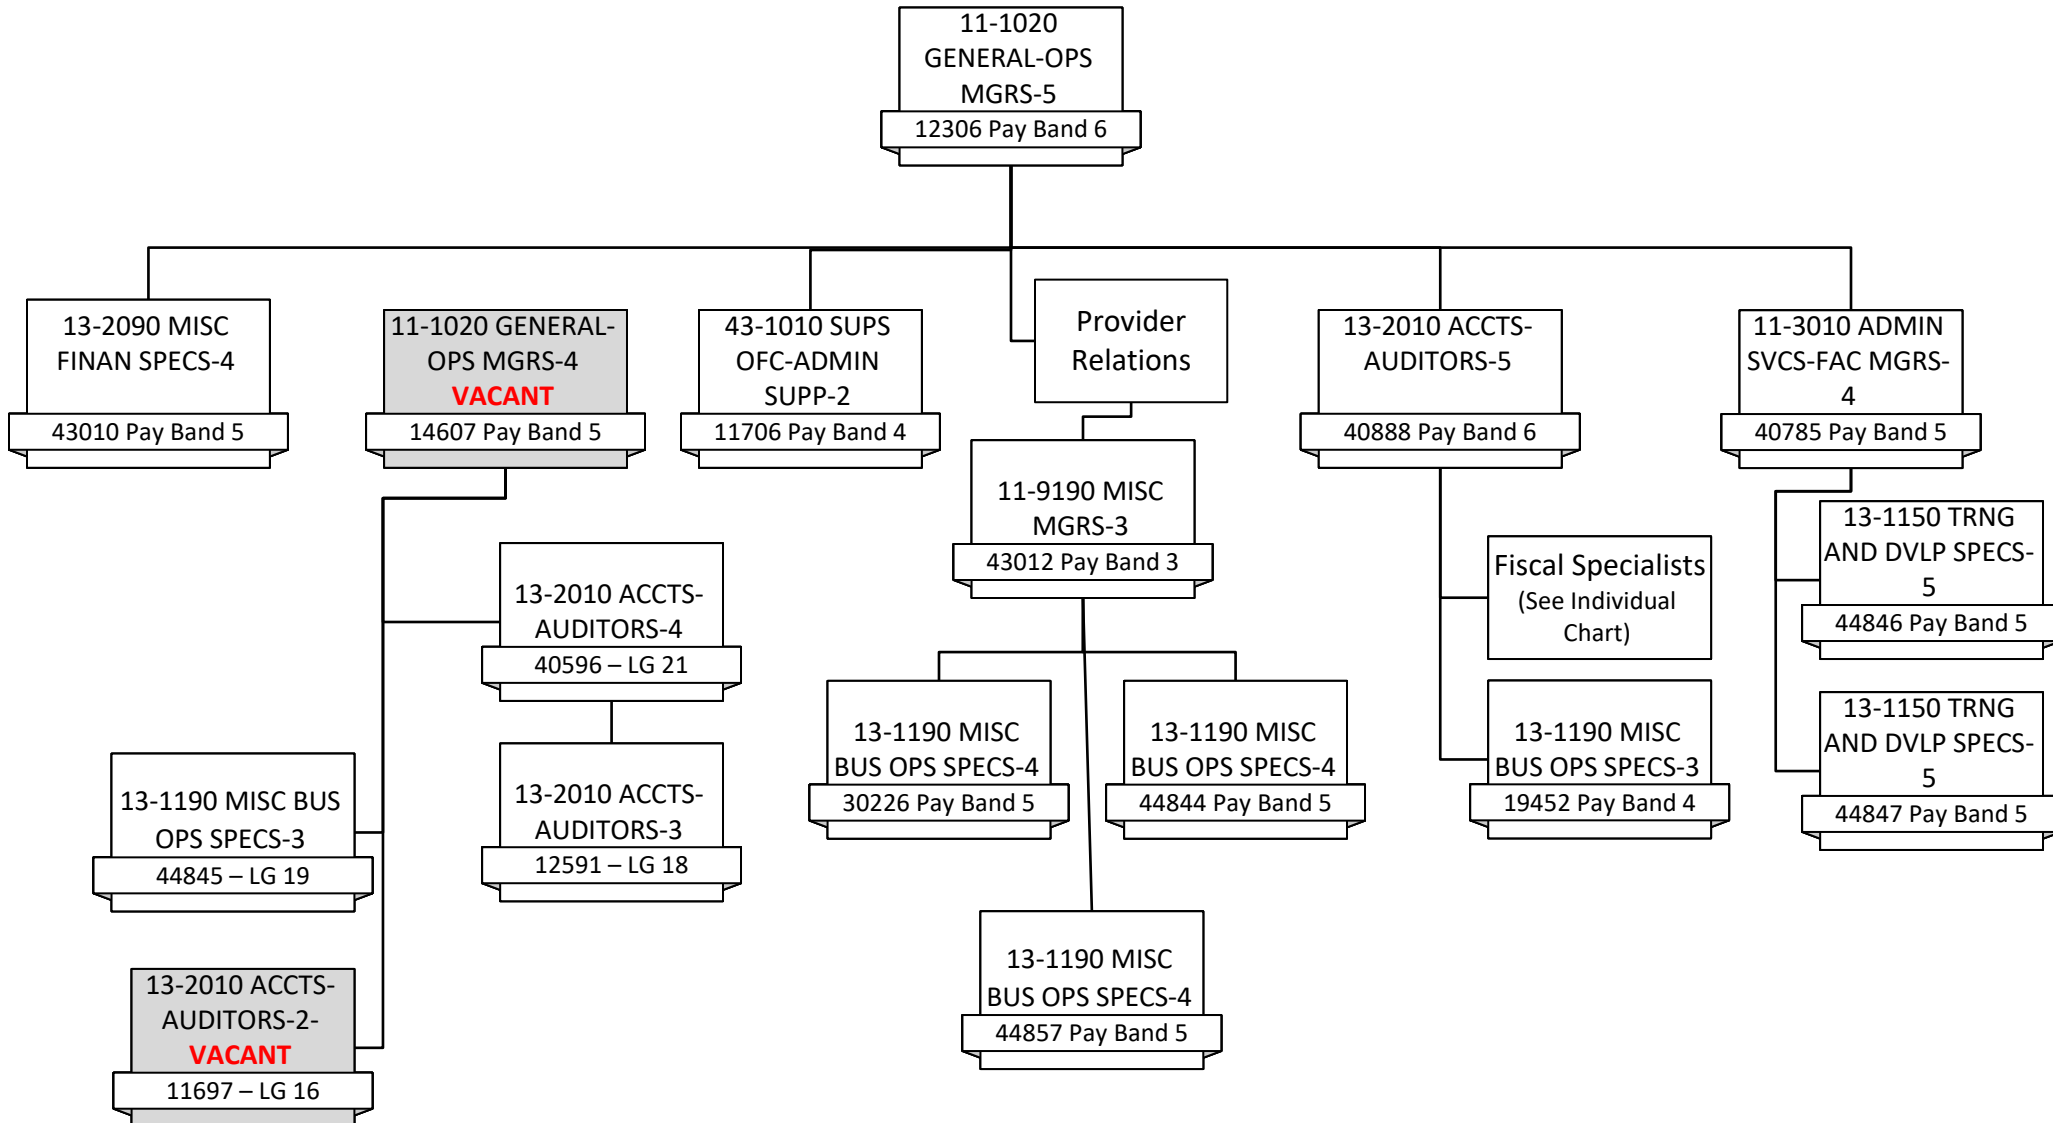 11-1020
GENERAL-OPS
MGRS-5
12306 Pay Band 6
13-2090 MISC
FINAN SPECS-4
43010 Pay Band 5
11-1020 GENERAL-
OPS MGRS-4
VACANT
14607 Pay Band 5
43-1010 SUPS
OFC-ADMIN
SUPP-2
11706 Pay Band 4
Provider
Relations
13-2010 ACCTS-
AUDITORS-5
40888 Pay Band 6
11-3010 ADMIN
SVCS-FAC MGRS-
4
40785 Pay Band 5
11-9190 MISC
MGRS-3
43012 Pay Band 3
13-2010 ACCTS-
AUDITORS-4
40596 – LG 21
Fiscal Specialists
(See Individual
Chart)
13-1150 TRNG
AND DVLP SPECS-
5
44846 Pay Band 5
13-1190 MISC BUS
OPS SPECS-3
44845 – LG 19
13-2010 ACCTS-
AUDITORS-3
12591 – LG 18
13-1190 MISC
BUS OPS SPECS-4
30226 Pay Band 5
13-1190 MISC
BUS OPS SPECS-4
44844 Pay Band 5
13-1190 MISC
BUS OPS SPECS-3
19452 Pay Band 4
13-1150 TRNG
AND DVLP SPECS-
5
44847 Pay Band 5
13-2010 ACCTS-
AUDITORS-2-
VACANT
11697 – LG 16
13-1190 MISC
BUS OPS SPECS-4
44857 Pay Band 5